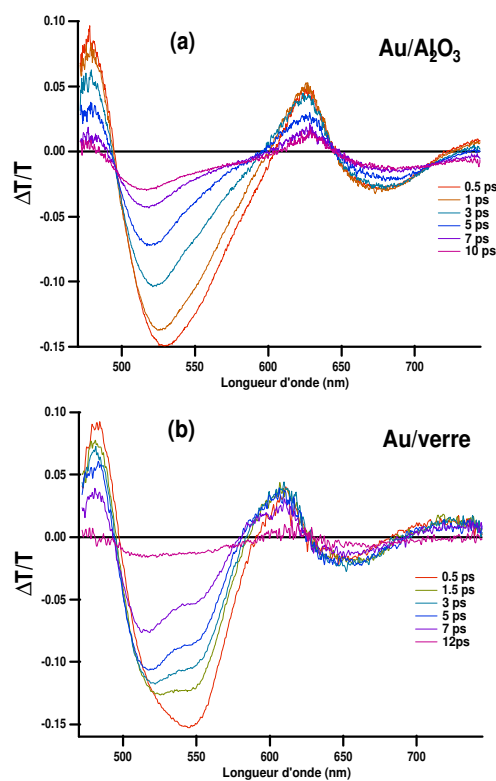 (a)
Au/Al2O3
0.10
0.05
0.00
-0.05
-0.10
-0.15
ΔT/T
0.5 ps
1 ps
3 ps
5 ps
7 ps
10 ps
500
550
600
650
700
Longueur d'onde (nm)
(b)
Au/verre
0.10
0.05
0.00
-0.05
-0.10
-0.15
ΔT/T
0.5 ps
1.5 ps
3 ps
5 ps
7 ps
12ps
500
550
600
650
700
Longueur d'onde (nm)